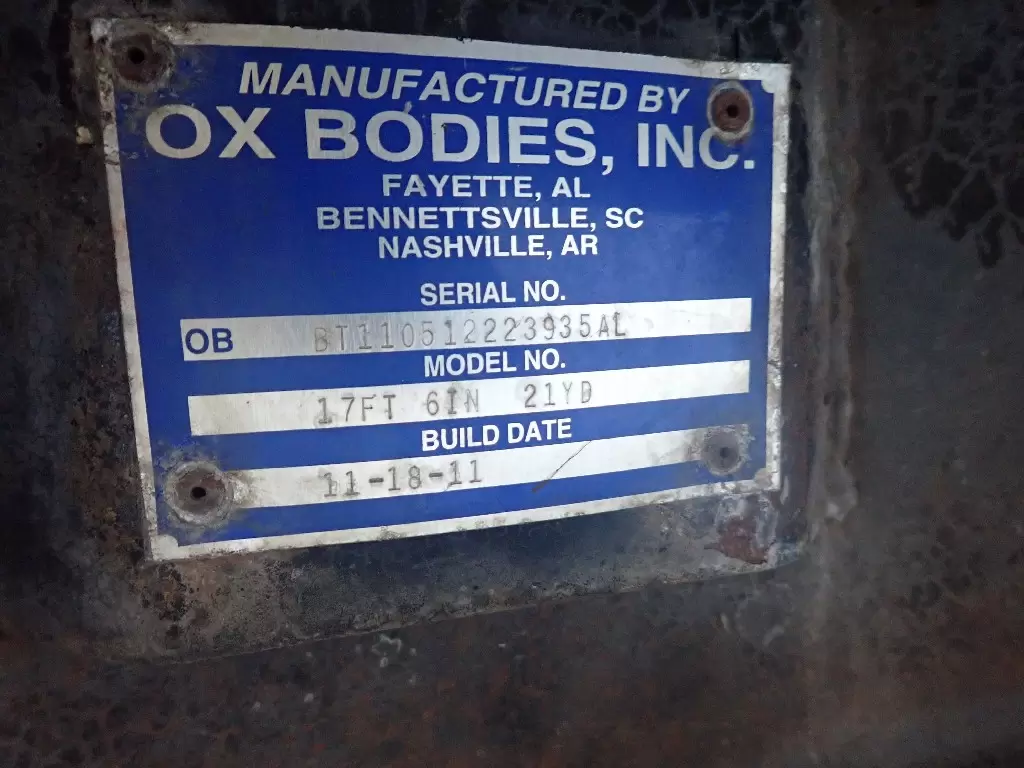 MANUFACTURED BY
OX BODIES, INC.
FAYETTE, AL
BENNETTSVILLE, SC
NASHVILLE, AR
SERIAL NO.
OB BT110512223935AL
MODEL NO.
17FT 6IN 21YD
BUILD DATE
11-18-11